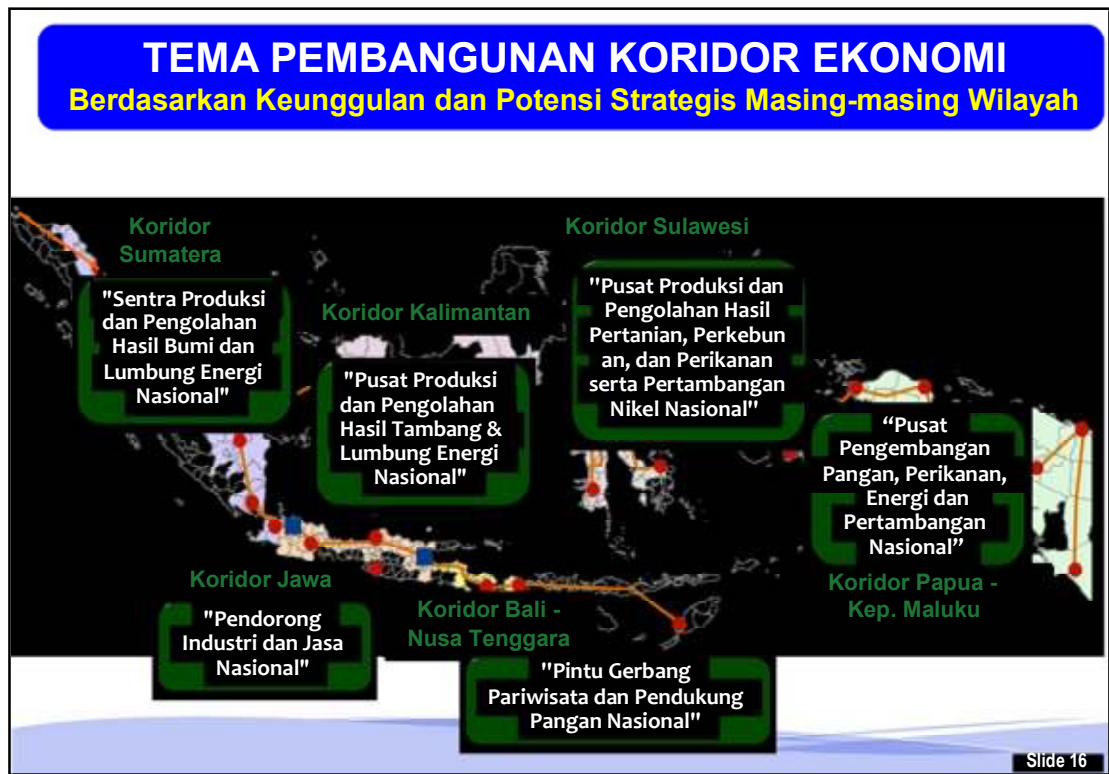 TEMA PEMBANGUNAN KORIDOR EKONOMI
Berdasarkan Keunggulan dan Potensi Strategis Masing-masing Wilayah
Koridor
Sumatera
"Sentra Produksi
dan Pengolahan
Hasil Bumi dan
Lumbung Energi
Nasional"
Koridor Kalimantan
"Pusat Produksi
dan Pengolahan
Hasil Tambang &
Lumbung Energi
Nasional"
Koridor Sulawesi
"Pusat Produksi dan
Pengolahan Hasil
Pertanian, Perkebun
an, dan Perikanan
serta Pertambangan
Nikel Nasional”
“Pusat
Pengembangan
Pangan, Perikanan,
Energi dan
Pertambangan
Nasional”
Koridor Papua -
Kep. Maluku
Koridor Jawa
"Pendorong
Industri dan Jasa
Nasional"
Koridor Bali -
Nusa Tenggara
"Pintu Gerbang
Pariwisata dan Pendukung
Pangan Nasional"
Slide 16